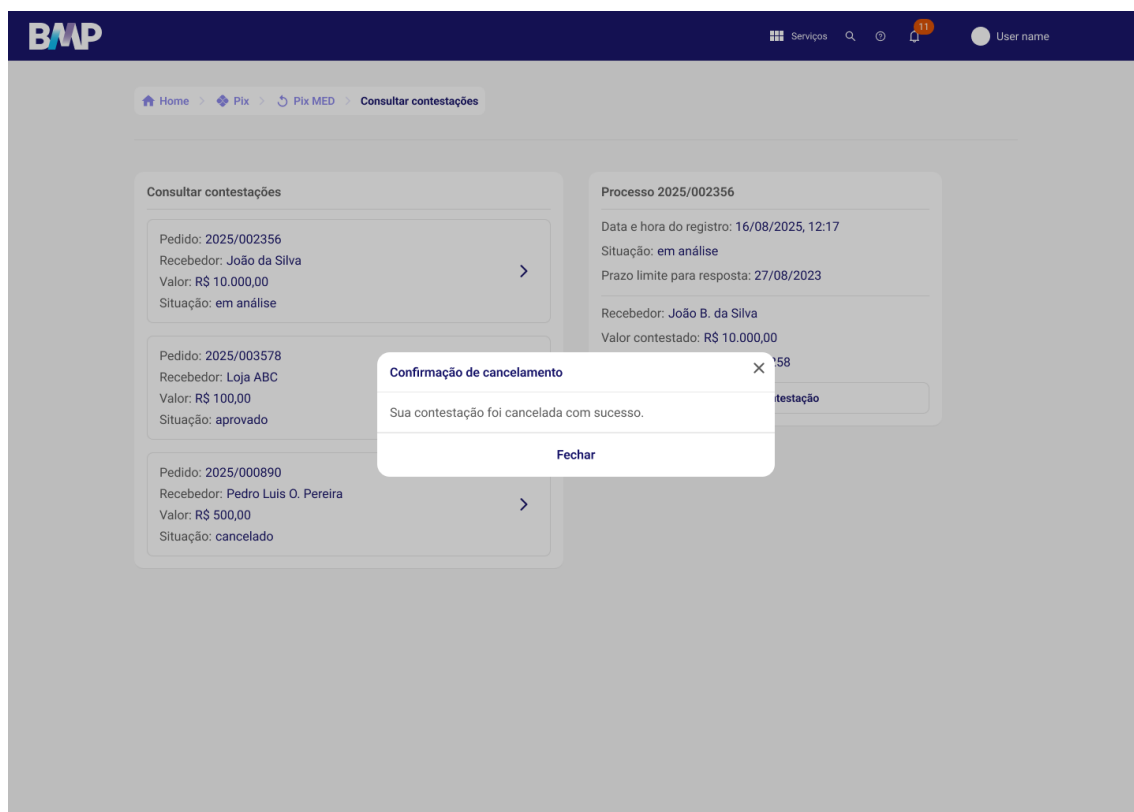 BMP
Serviços
11
User name
Home > Pix > Pix MED > Consultar contestações
Consultar contestações
Pedido: 2025/002356
Recebedor: João da Silva
Valor: R$ 10.000,00
Situação: em análise
Pedido: 2025/003578
Recebedor: Loja ABC
Valor: R$ 100,00
Situação: aprovado
Pedido: 2025/000890
Recebedor: Pedro Luis O. Pereira
Valor: R$ 500,00
Situação: cancelado
Processo 2025/002356
Data e hora do registro: 16/08/2025, 12:17
Situação: em análise
Prazo limite para resposta: 27/08/2023
Recebedor: João B. da Silva
Valor contestado: R$ 10.000,00
:58
Confirmação de cancelamento
Sua contestação foi cancelada com sucesso.
Fechar